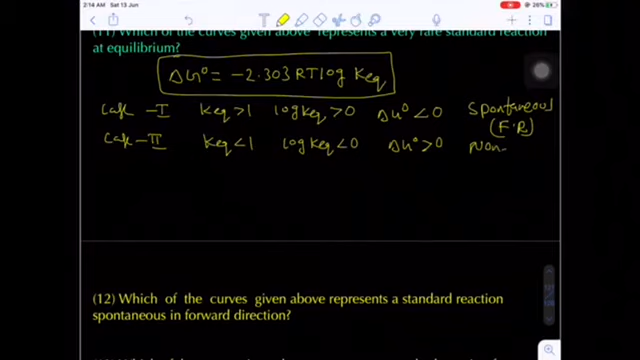 2:14 AM Sat 13 Jun
26%
(11) Which of the curves given above represents a very rare standard reaction
at equilibrium?
ΔG° = -2.303 RT log Keq
Case -I Keq > 1 log Keq > 0 ΔG° < 0 Spontaneous
(F.R)
Case -II Keq < 1 log Keq < 0 ΔG° > 0 Non-
(12) Which of the curves given above represents a standard reaction
spontaneous in forward direction?